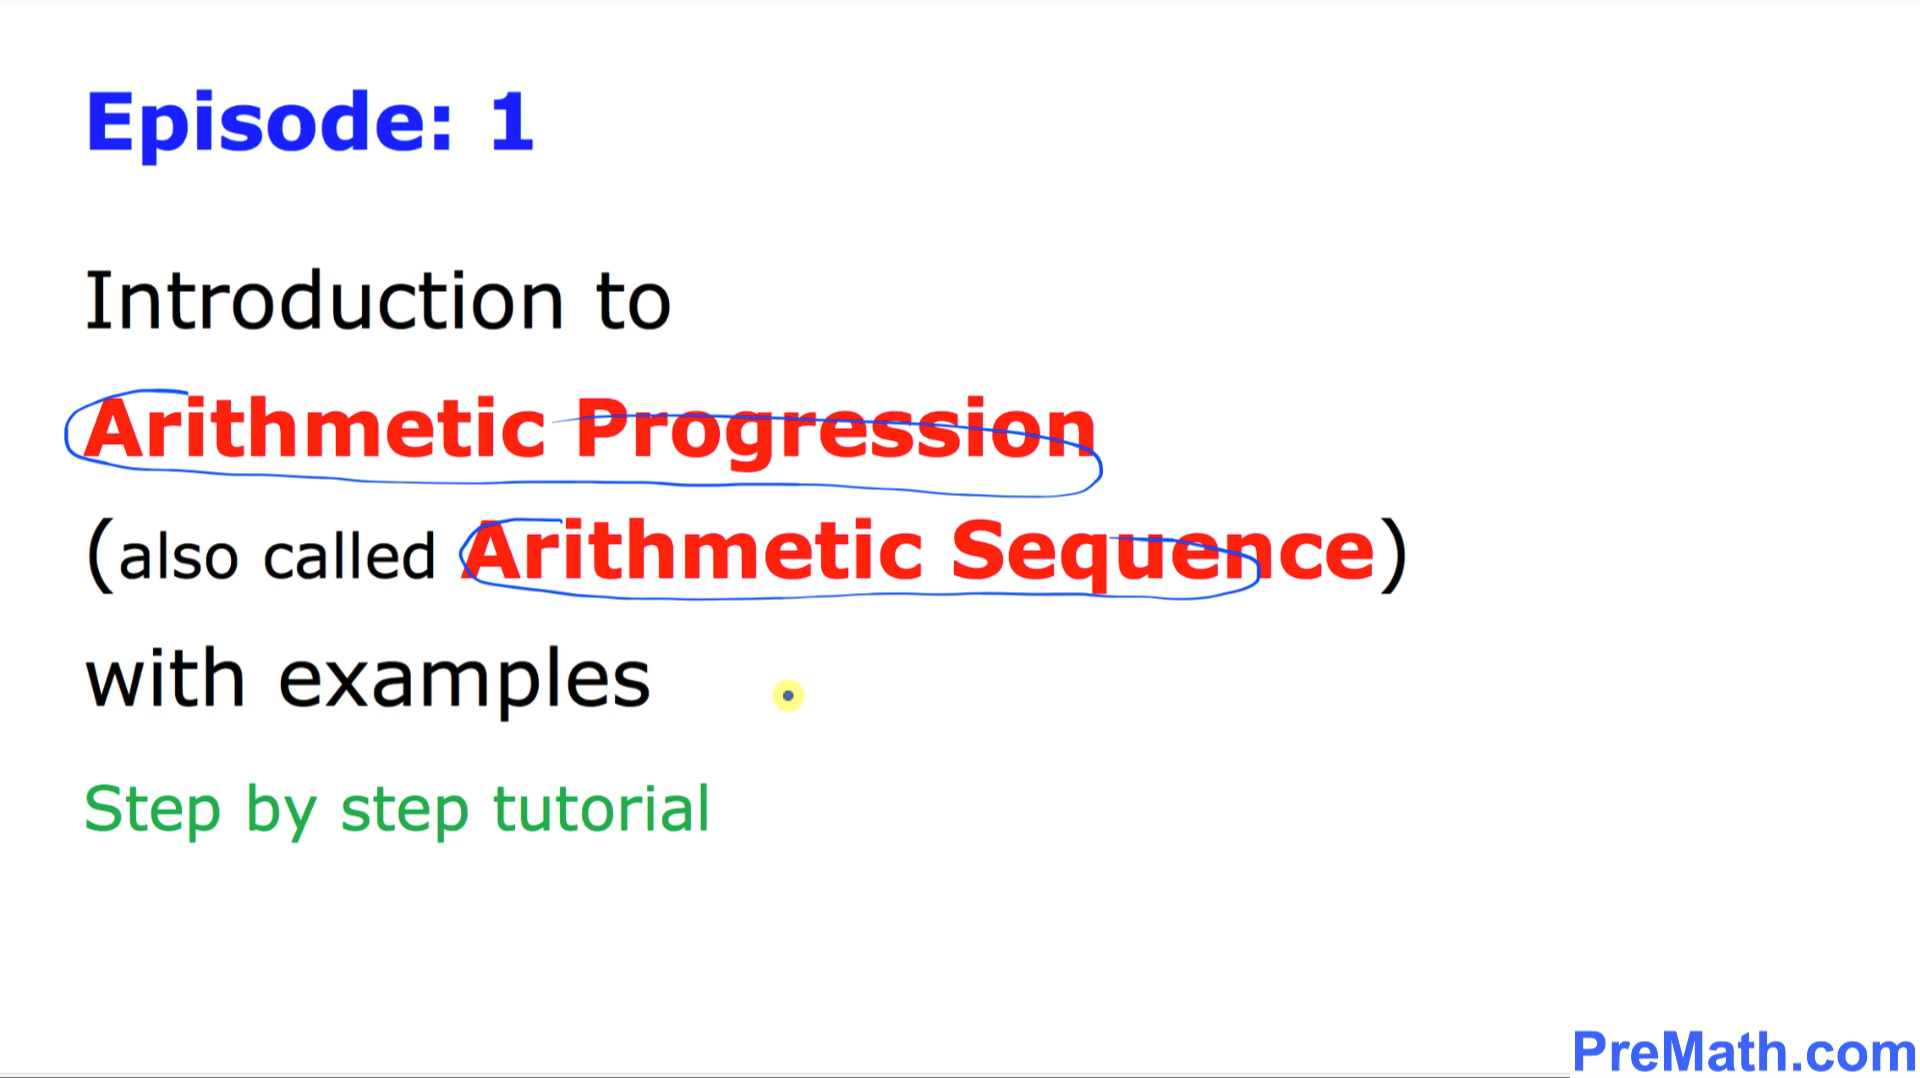 Episode: 1
Introduction to
Arithmetic Progression
(also called Arithmetic Sequence)
with examples
Step by step tutorial
PreMath.com